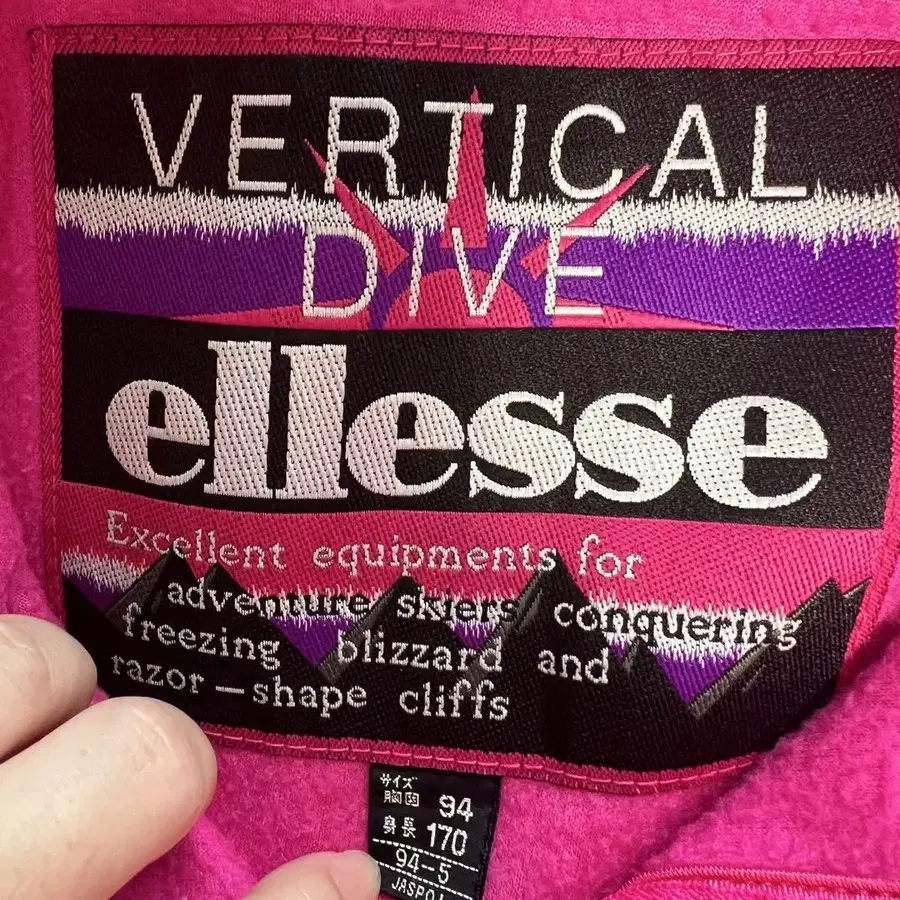 VERTICAL
DIVE
ellesse
Excellent equipments for
adventure skiers conquering
freezing blizzard and
razor—shape cliffs
サイズ
胸囲 94
身長 170
94-5